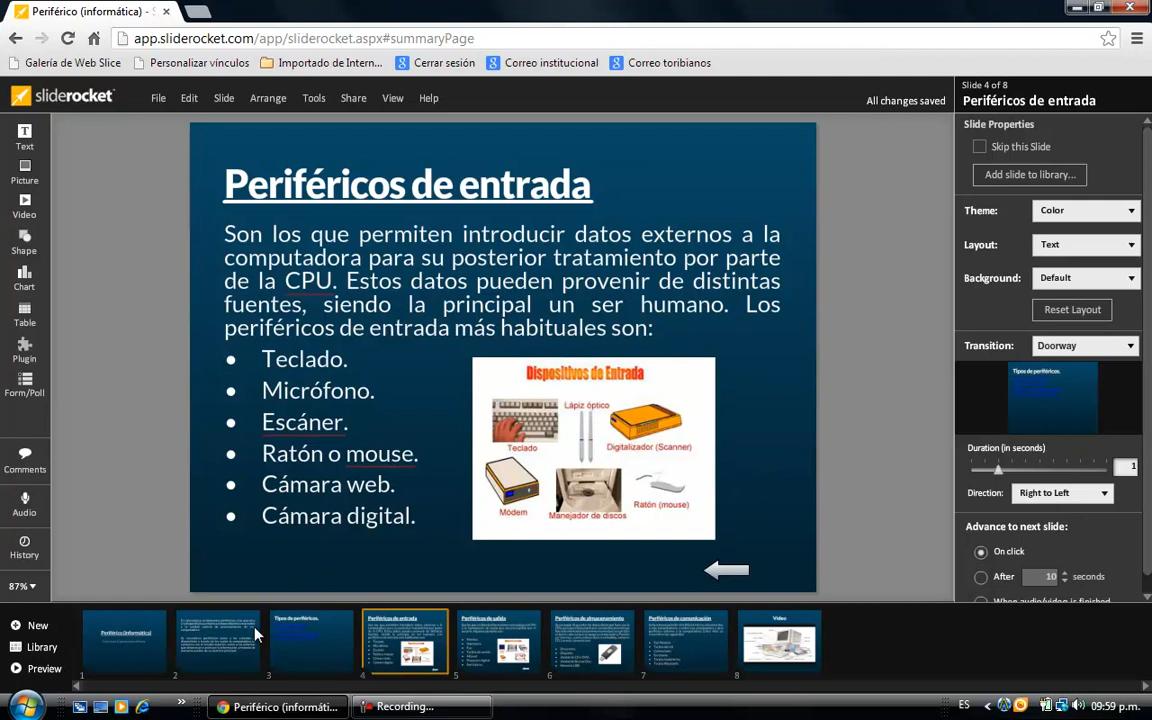 Periférico (informática) - S
app.sliderocket.com/app/sliderocket.aspx#summaryPage
Galería de Web Slice
Personalizar vínculos
Importado de Intern...
Cerrar sesión
Correo institucional
Correo toribianos
sliderocket
File
Edit
Slide
Arrange
Tools
Share
View
Help
All changes saved
Slide 4 of 8
Periféricos de entrada
Text
Picture
Video
Shape
Chart
Table
Plugin
Form/Poll
Comments
Audio
History
87%
Periféricos de entrada
Son los que permiten introducir datos externos a la
computadora para su posterior tratamiento por parte
de la CPU. Estos datos pueden provenir de distintas
fuentes, siendo la principal un ser humano. Los
periféricos de entrada más habituales son:
• Teclado.
• Micrófono.
• Escáner.
• Ratón o mouse.
• Cámara web.
• Cámara digital.
Dispositivos de Entrada
Lápiz óptico
Teclado
Digitalizador (Scanner)
Módem
Manejador de discos
Ratón (mouse)
Slide Properties
Skip this Slide
Add slide to library...
Theme:
Color
Layout:
Text
Background:
Default
Reset Layout
Transition:
Doorway
Tipos de periféricos.
Duration (in seconds)
1
Direction:
Right to Left
Advance to next slide:
On click
After
10
seconds
When audio/video is finished
New
Library
Preview
Periférico (informática)
Tipos de periféricos.
Periféricos de entrada
Periféricos de salida
Periféricos de almacenamiento
Periféricos de comunicación
Video
1
2
3
4
5
6
7
8
Periférico (informáti...
Recording...
ES
09:59 p.m.